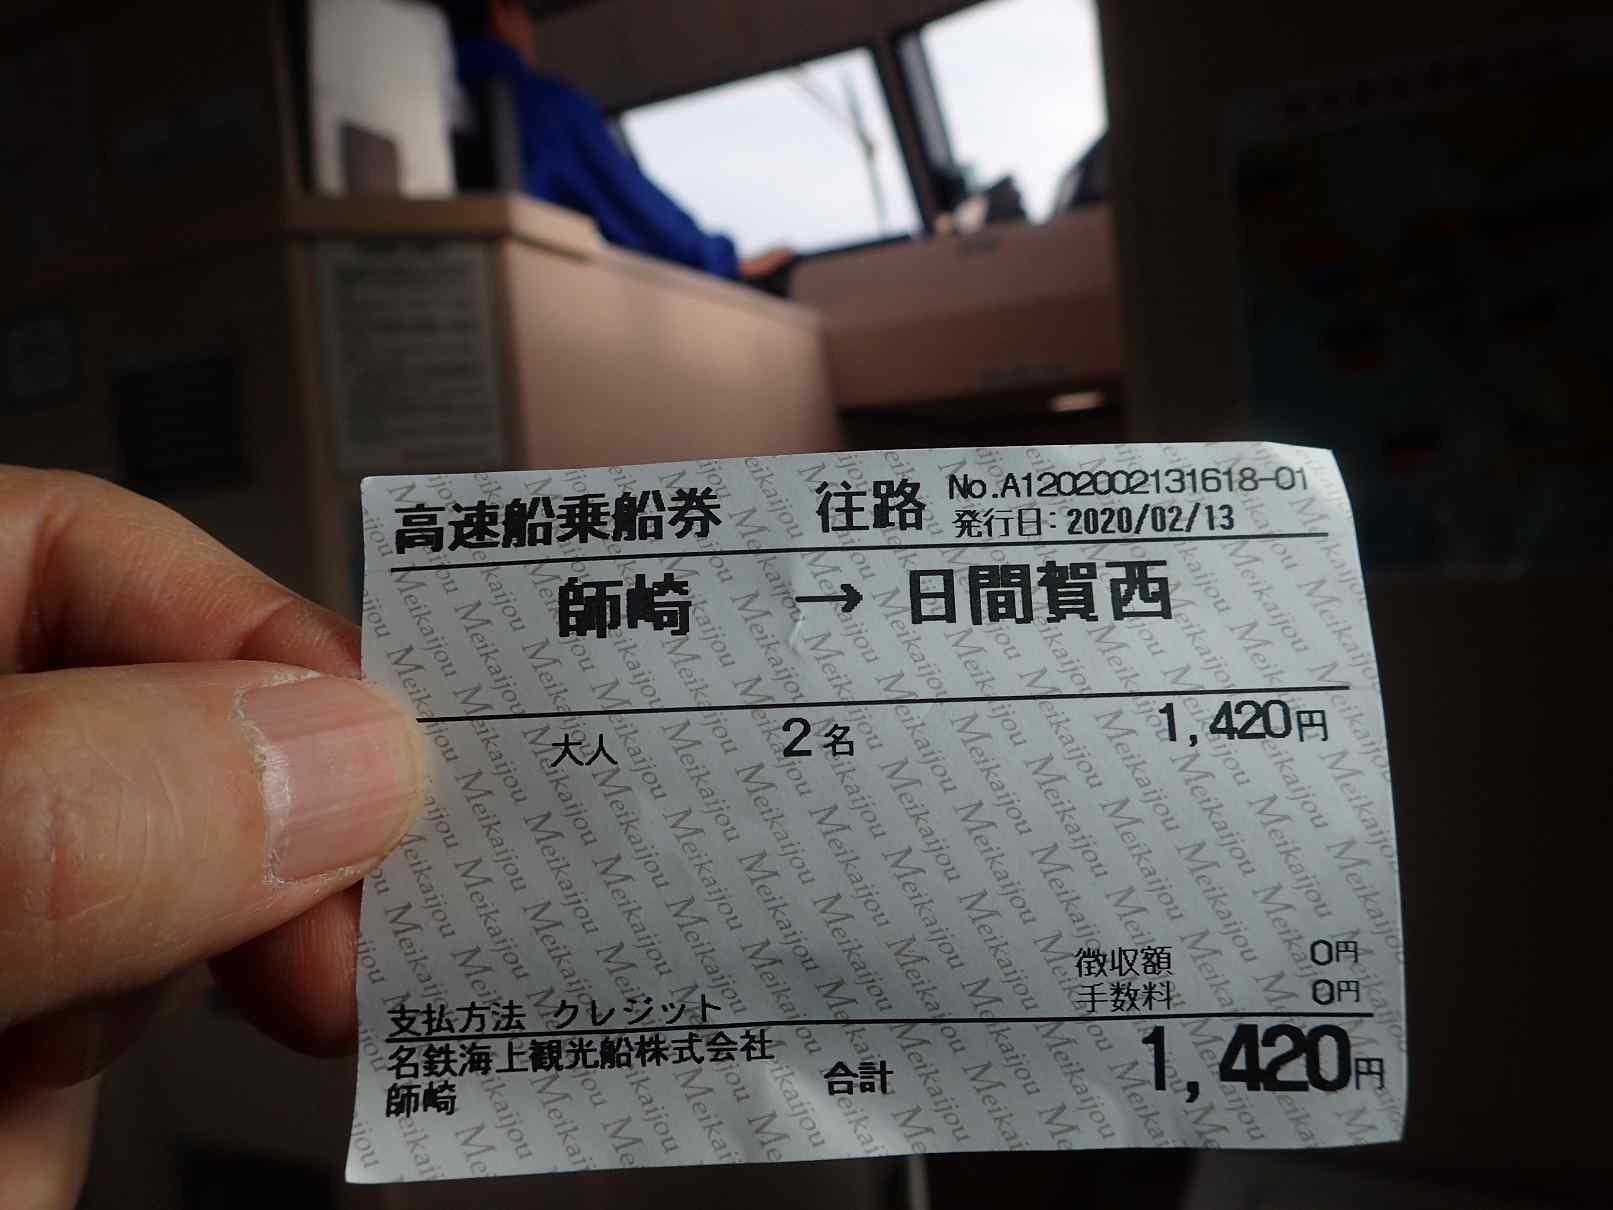 高速船乗船券 往路 No.A1202002131618-01
発行日: 2020/02/13
師崎 → 日間賀西
大人 2名 1,420円
徴収額 0円
手数料 0円
支払方法 クレジット
名鉄海上観光船株式会社
師崎
合計 1,420円
Meikaijou